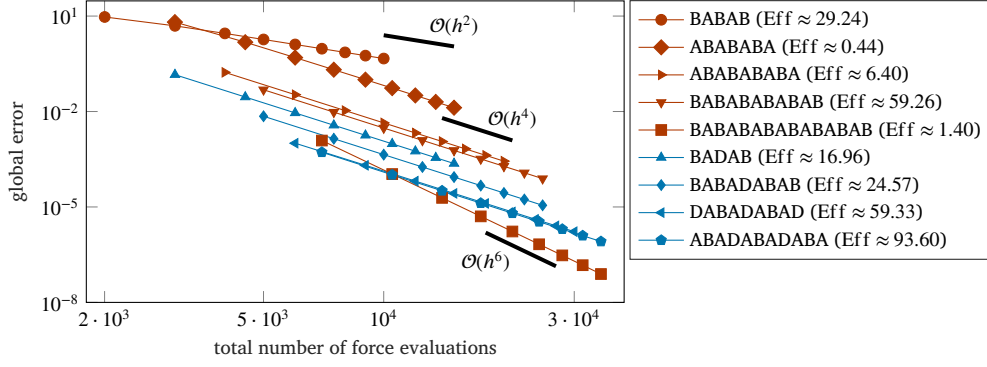 global error
10^1
10^{-2}
10^{-5}
10^{-8}
2 · 10^3
5 · 10^3
10^4
3 · 10^4
total number of force evaluations
𝒪(h^2)
𝒪(h^4)
𝒪(h^6)
BABAB (Eff ≈ 29.24)
ABABABA (Eff ≈ 0.44)
ABABABABA (Eff ≈ 6.40)
BABABABABAB (Eff ≈ 59.26)
BABABABABABABAB (Eff ≈ 1.40)
BADAB (Eff ≈ 16.96)
BABADABAB (Eff ≈ 24.57)
DABADABAD (Eff ≈ 59.33)
ABADABADABA (Eff ≈ 93.60)